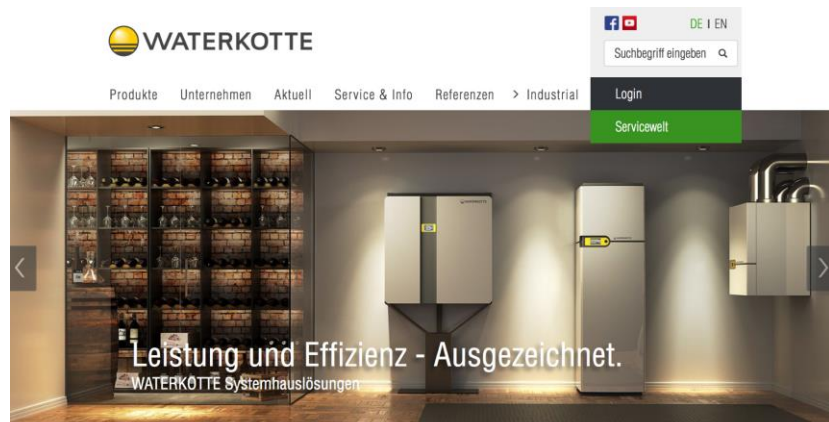 WATERKOTTE
DE I EN
Suchbegriff eingeben
Produkte Unternehmen Aktuell Service & Info Referenzen > Industrial
Login
Servicewelt
WATERKOTTE
Leistung und Effizienz - Ausgezeichnet.
WATERKOTTE Systemhauslösungen